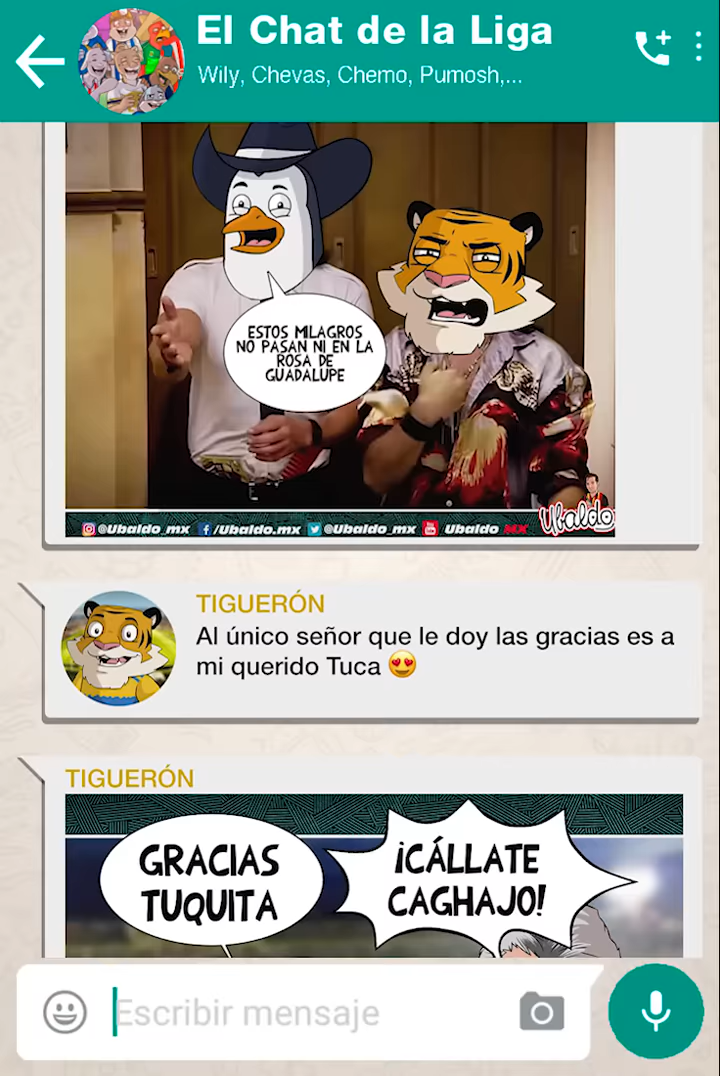 El Chat de la Liga
Wily, Chevas, Chemo, Pumosh,...
ESTOS MILAGROS
NO PASAN NI EN LA
ROSA DE
GUADALUPE
@Ubaldo_mx /Ubaldo.mx @Ubaldo_mx Ubaldo MX
Ubaldo
TIGUERÓN
Al único señor que le doy las gracias es a
mi querido Tuca 😍
TIGUERÓN
GRACIAS
TUQUITA
¡CÁLLATE
CAGHAJO!
Escribir mensaje